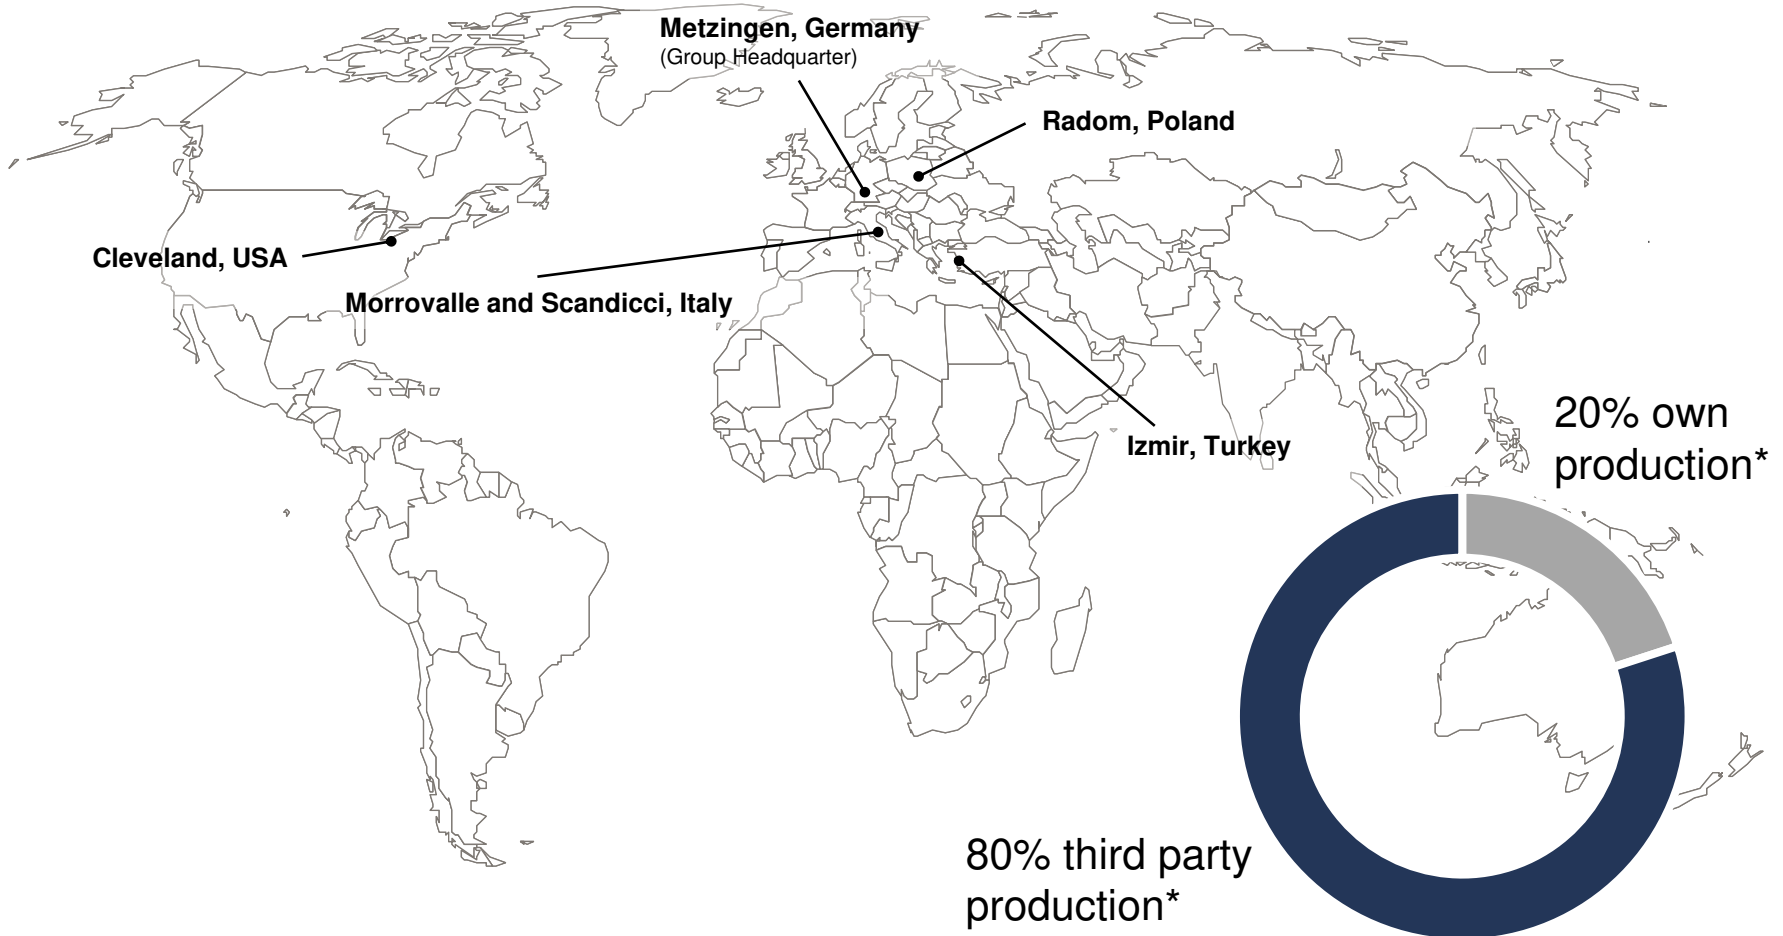 Metzingen, Germany
(Group Headquarter)
Radom, Poland
Cleveland, USA
Morrovalle and Scandicci, Italy
Izmir, Turkey
20% own
production*
80% third party
production*